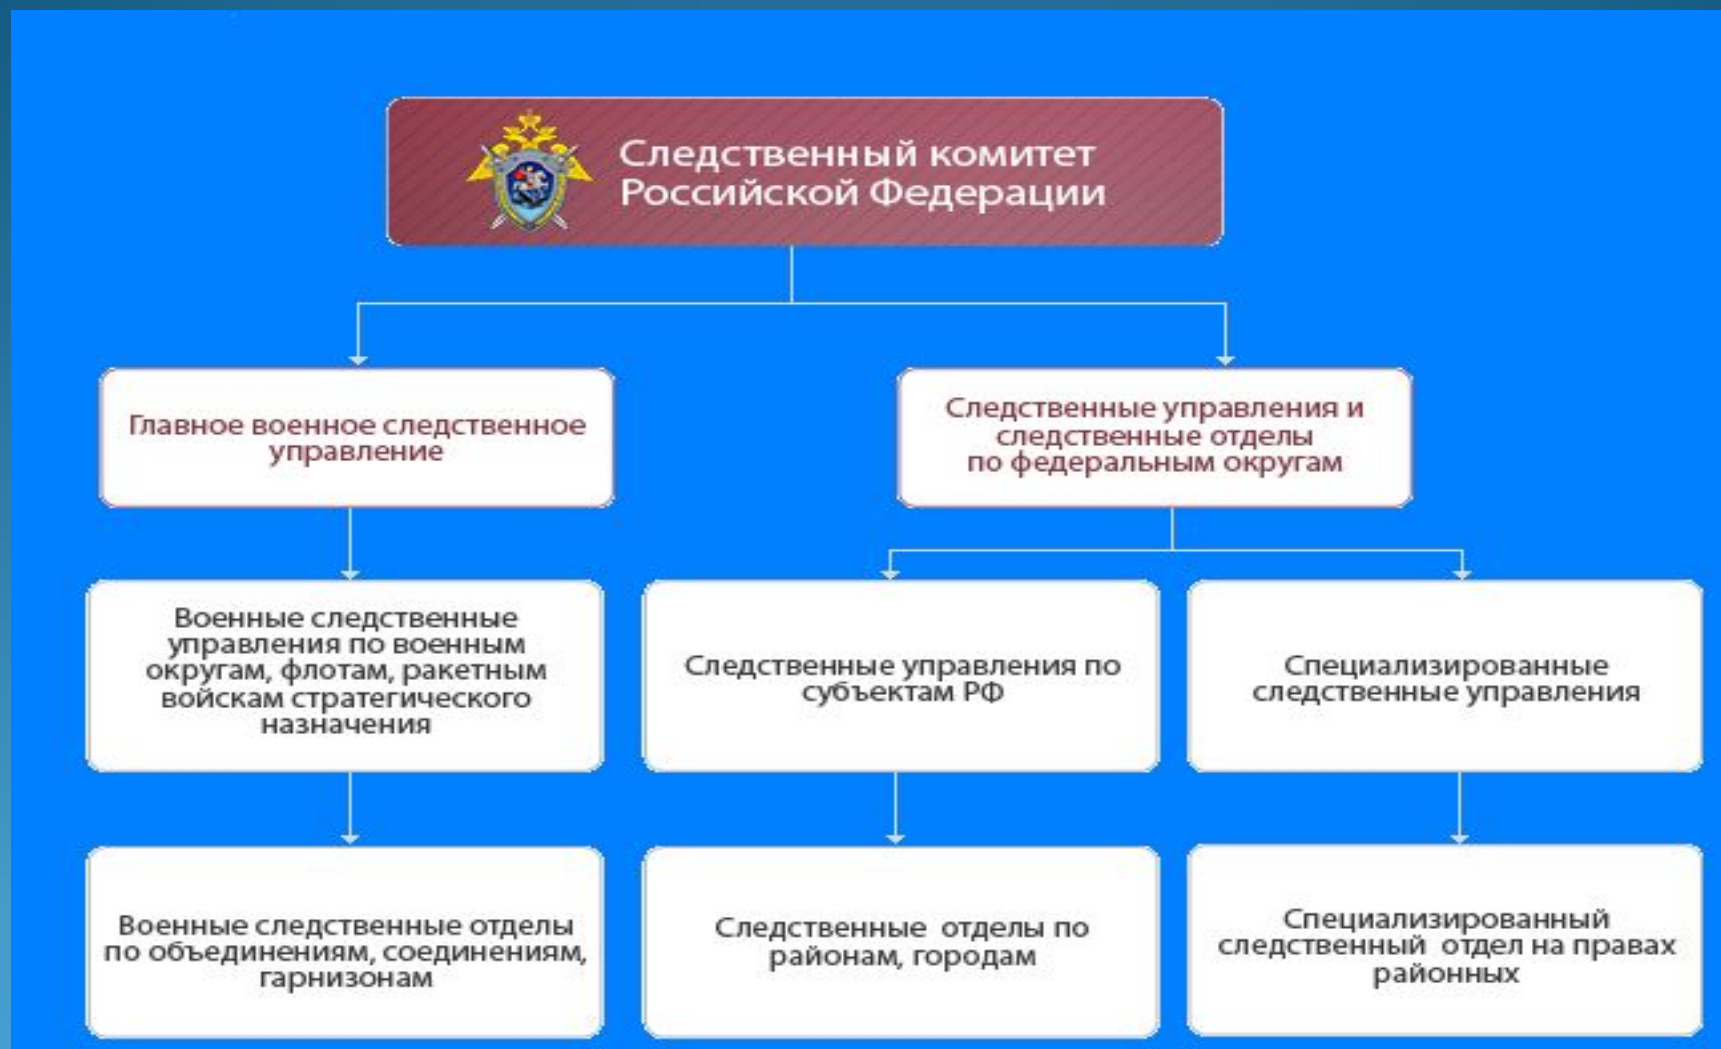 Следственный комитет
Российской Федерации
Главное военное следственное
управление
Следственные управления и
следственные отделы
по федеральным округам
Военные следственные
управления по военным
округам, флотам, ракетным
войскам стратегического
назначения
Следственные управления по
субъектам РФ
Специализированные
следственные управления
Военные следственные отделы
по объединениям, соединениям,
гарнизонам
Следственные отделы по
районам, городам
Специализированный
следственный отдел на правах
районных